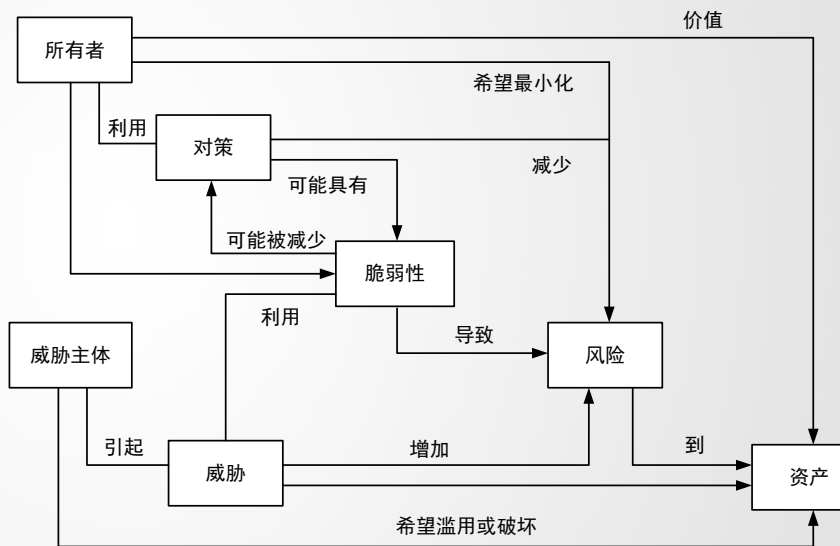 价值
所有者
希望最小化
利用
对策
减少
可能具有
可能被减少
脆弱性
利用
导致
威胁主体
风险
引起
增加
到
威胁
资产
希望滥用或破坏